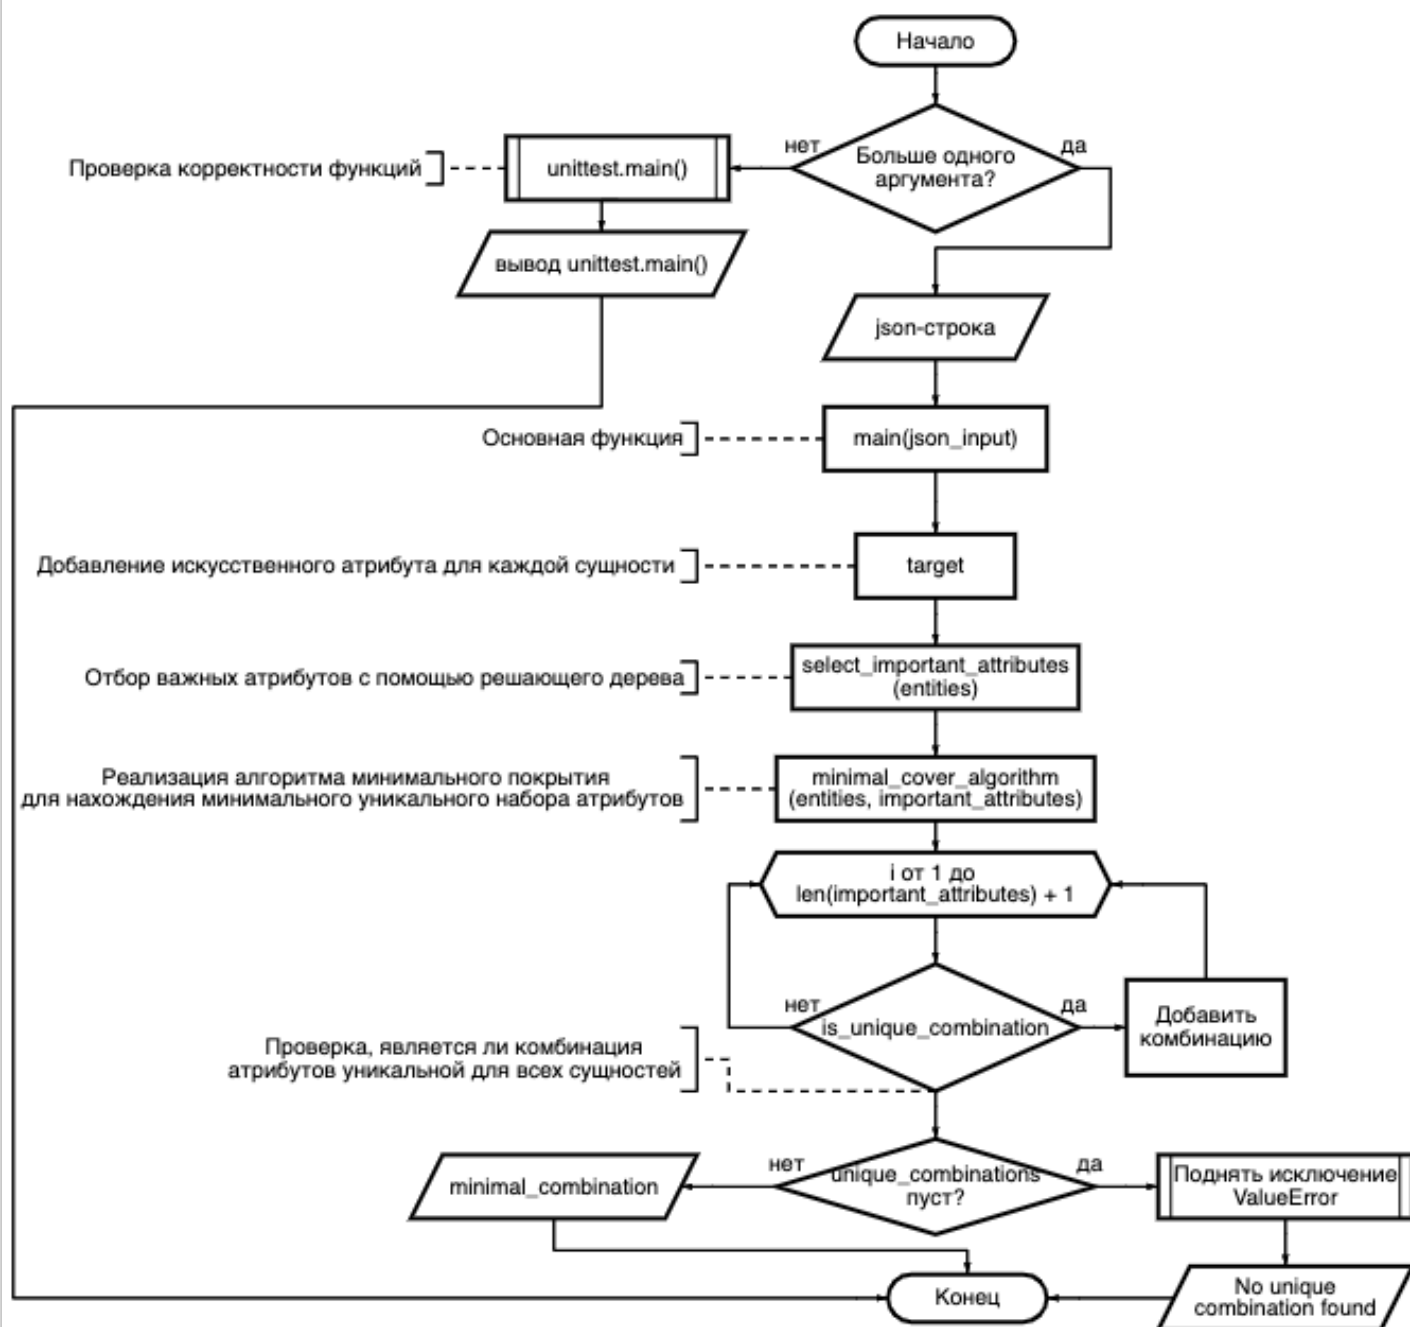 Начало
Больше одного
аргумента?
нет
да
Проверка корректности функций
unittest.main()
вывод unittest.main()
json-строка
Основная функция
main(json_input)
Добавление искусственного атрибута для каждой сущности
target
Отбор важных атрибутов с помощью решающего дерева
select_important_attributes
(entities)
Реализация алгоритма минимального покрытия
для нахождения минимального уникального набора атрибутов
minimal_cover_algorithm
(entities, important_attributes)
i от 1 до
len(important_attributes) + 1
нет
is_unique_combination
да
Добавить
комбинацию
Проверка, является ли комбинация
атрибутов уникальной для всех сущностей
minimal_combination
нет
unique_combinations
пуст?
да
Поднять исключение
ValueError
Конец
No unique
combination found